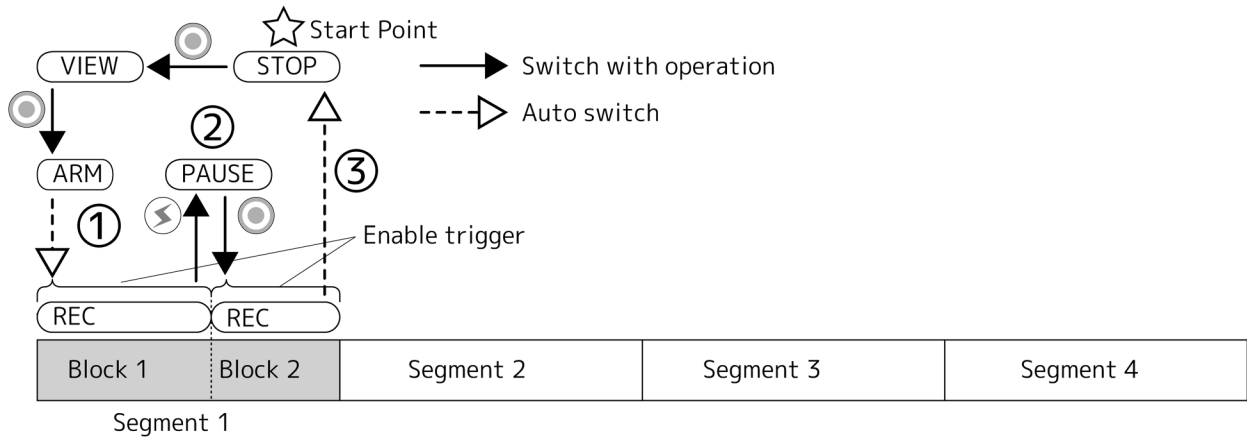 Start Point
VIEW
STOP
Switch with operation
Auto switch
②
ARM
PAUSE
③
①
Enable trigger
REC
REC
Block 1
Block 2
Segment 2
Segment 3
Segment 4
Segment 1